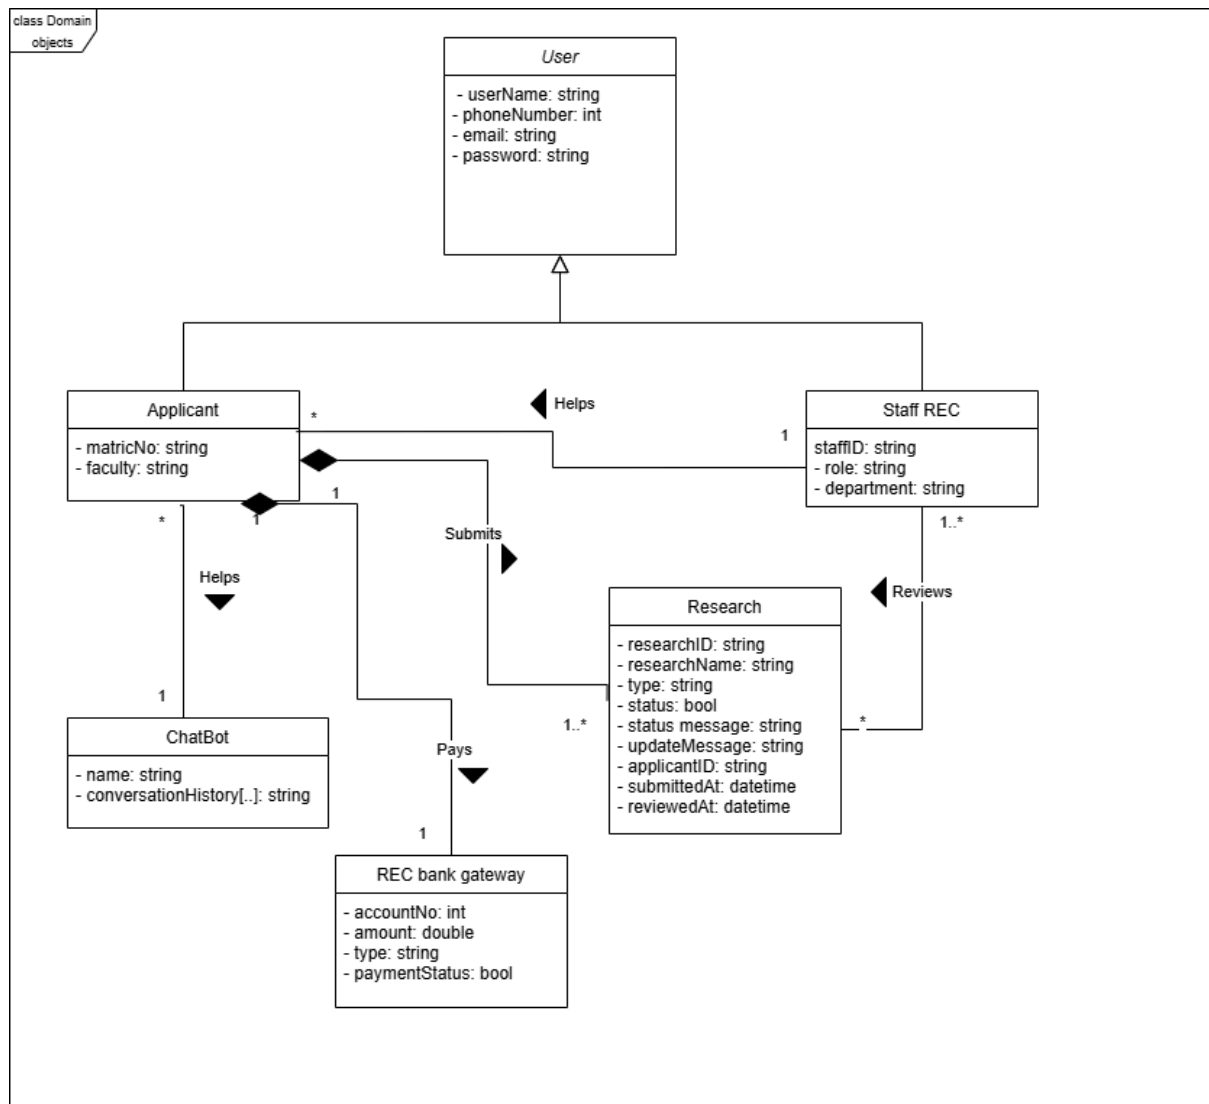 class Domain
objects
User
- userName: string
- phoneNumber: int
- email: string
- password: string
Applicant
- matricNo: string
- faculty: string
*
Helps
1
Staff REC
staffID: string
- role: string
- department: string
*
1
1
1..*
Submits
Helps
Reviews
Research
- researchID: string
- researchName: string
- type: string
- status: bool
- status message: string
- updateMessage: string
- applicantID: string
- submittedAt: datetime
- reviewedAt: datetime
1
1..*
*
ChatBot
- name: string
- conversationHistory[..]: string
Pays
1
REC bank gateway
- accountNo: int
- amount: double
- type: string
- paymentStatus: bool